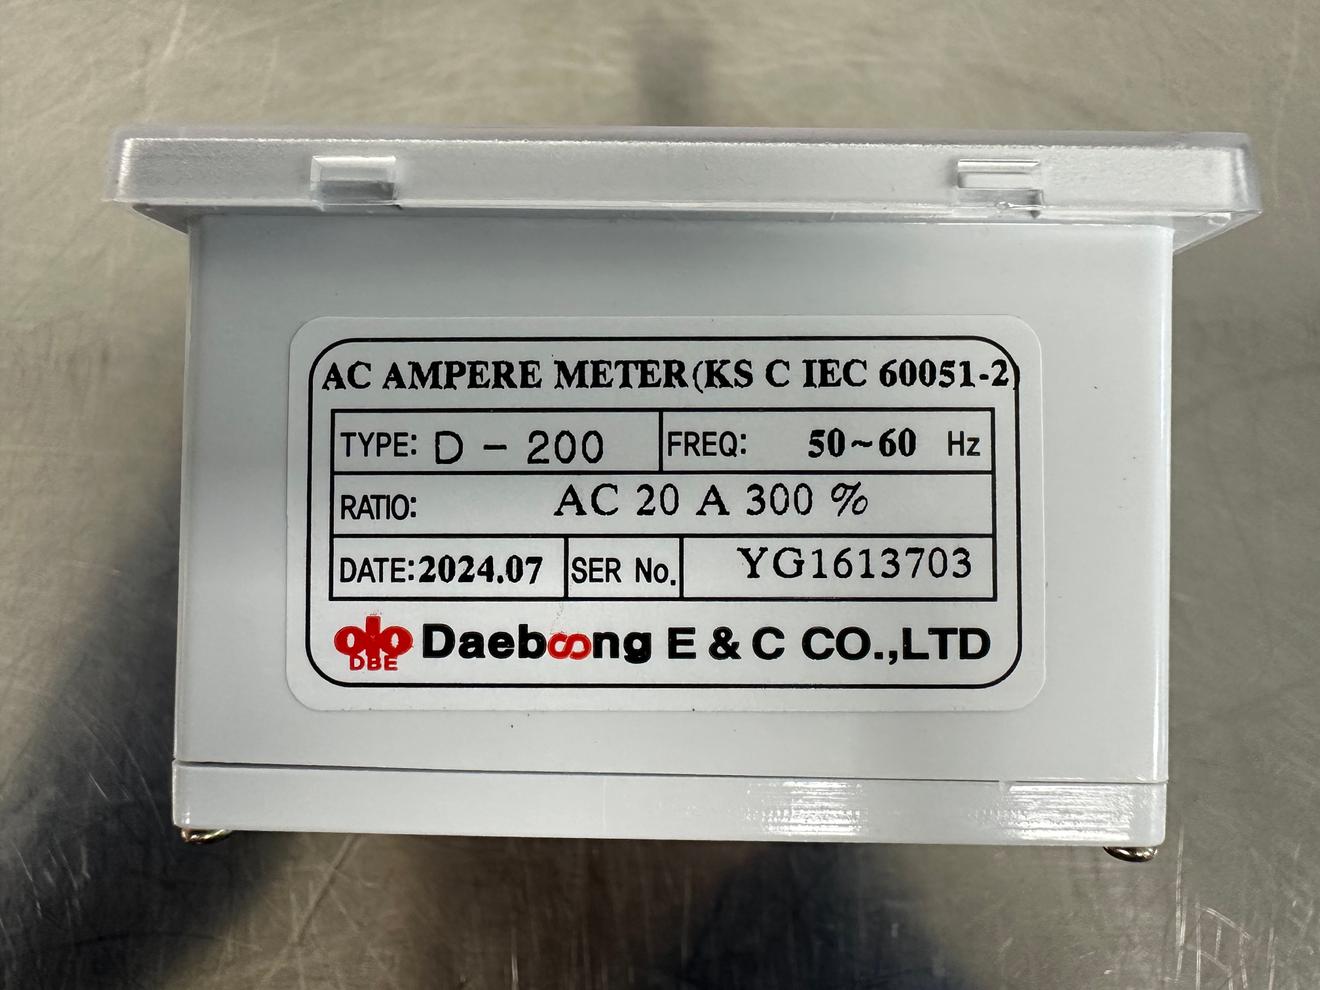 AC AMPERE METER(KS C IEC 60051-2)
TYPE: D - 200 FREQ: 50~60 Hz
RATIO: AC 20 A 300 %
DATE: 2024.07 SER No. YG1613703
DBE Daeboong E & C CO.,LTD